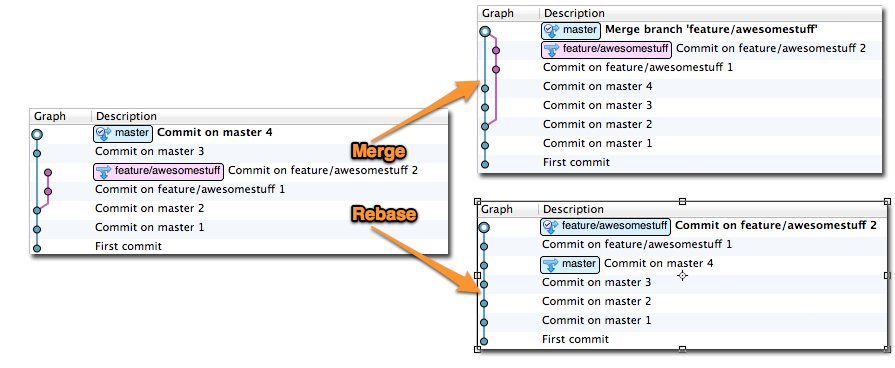 Graph Description
master Commit on master 4
Commit on master 3
feature/awesomestuff Commit on feature/awesomestuff 2
Commit on feature/awesomestuff 1
Commit on master 2
Commit on master 1
First commit
Merge
Rebase
Graph Description
master Merge branch 'feature/awesomestuff'
feature/awesomestuff Commit on feature/awesomestuff 2
Commit on feature/awesomestuff 1
Commit on master 4
Commit on master 3
Commit on master 2
Commit on master 1
First commit
Graph Description
feature/awesomestuff Commit on feature/awesomestuff 2
Commit on feature/awesomestuff 1
master Commit on master 4
Commit on master 3
Commit on master 2
Commit on master 1
First commit